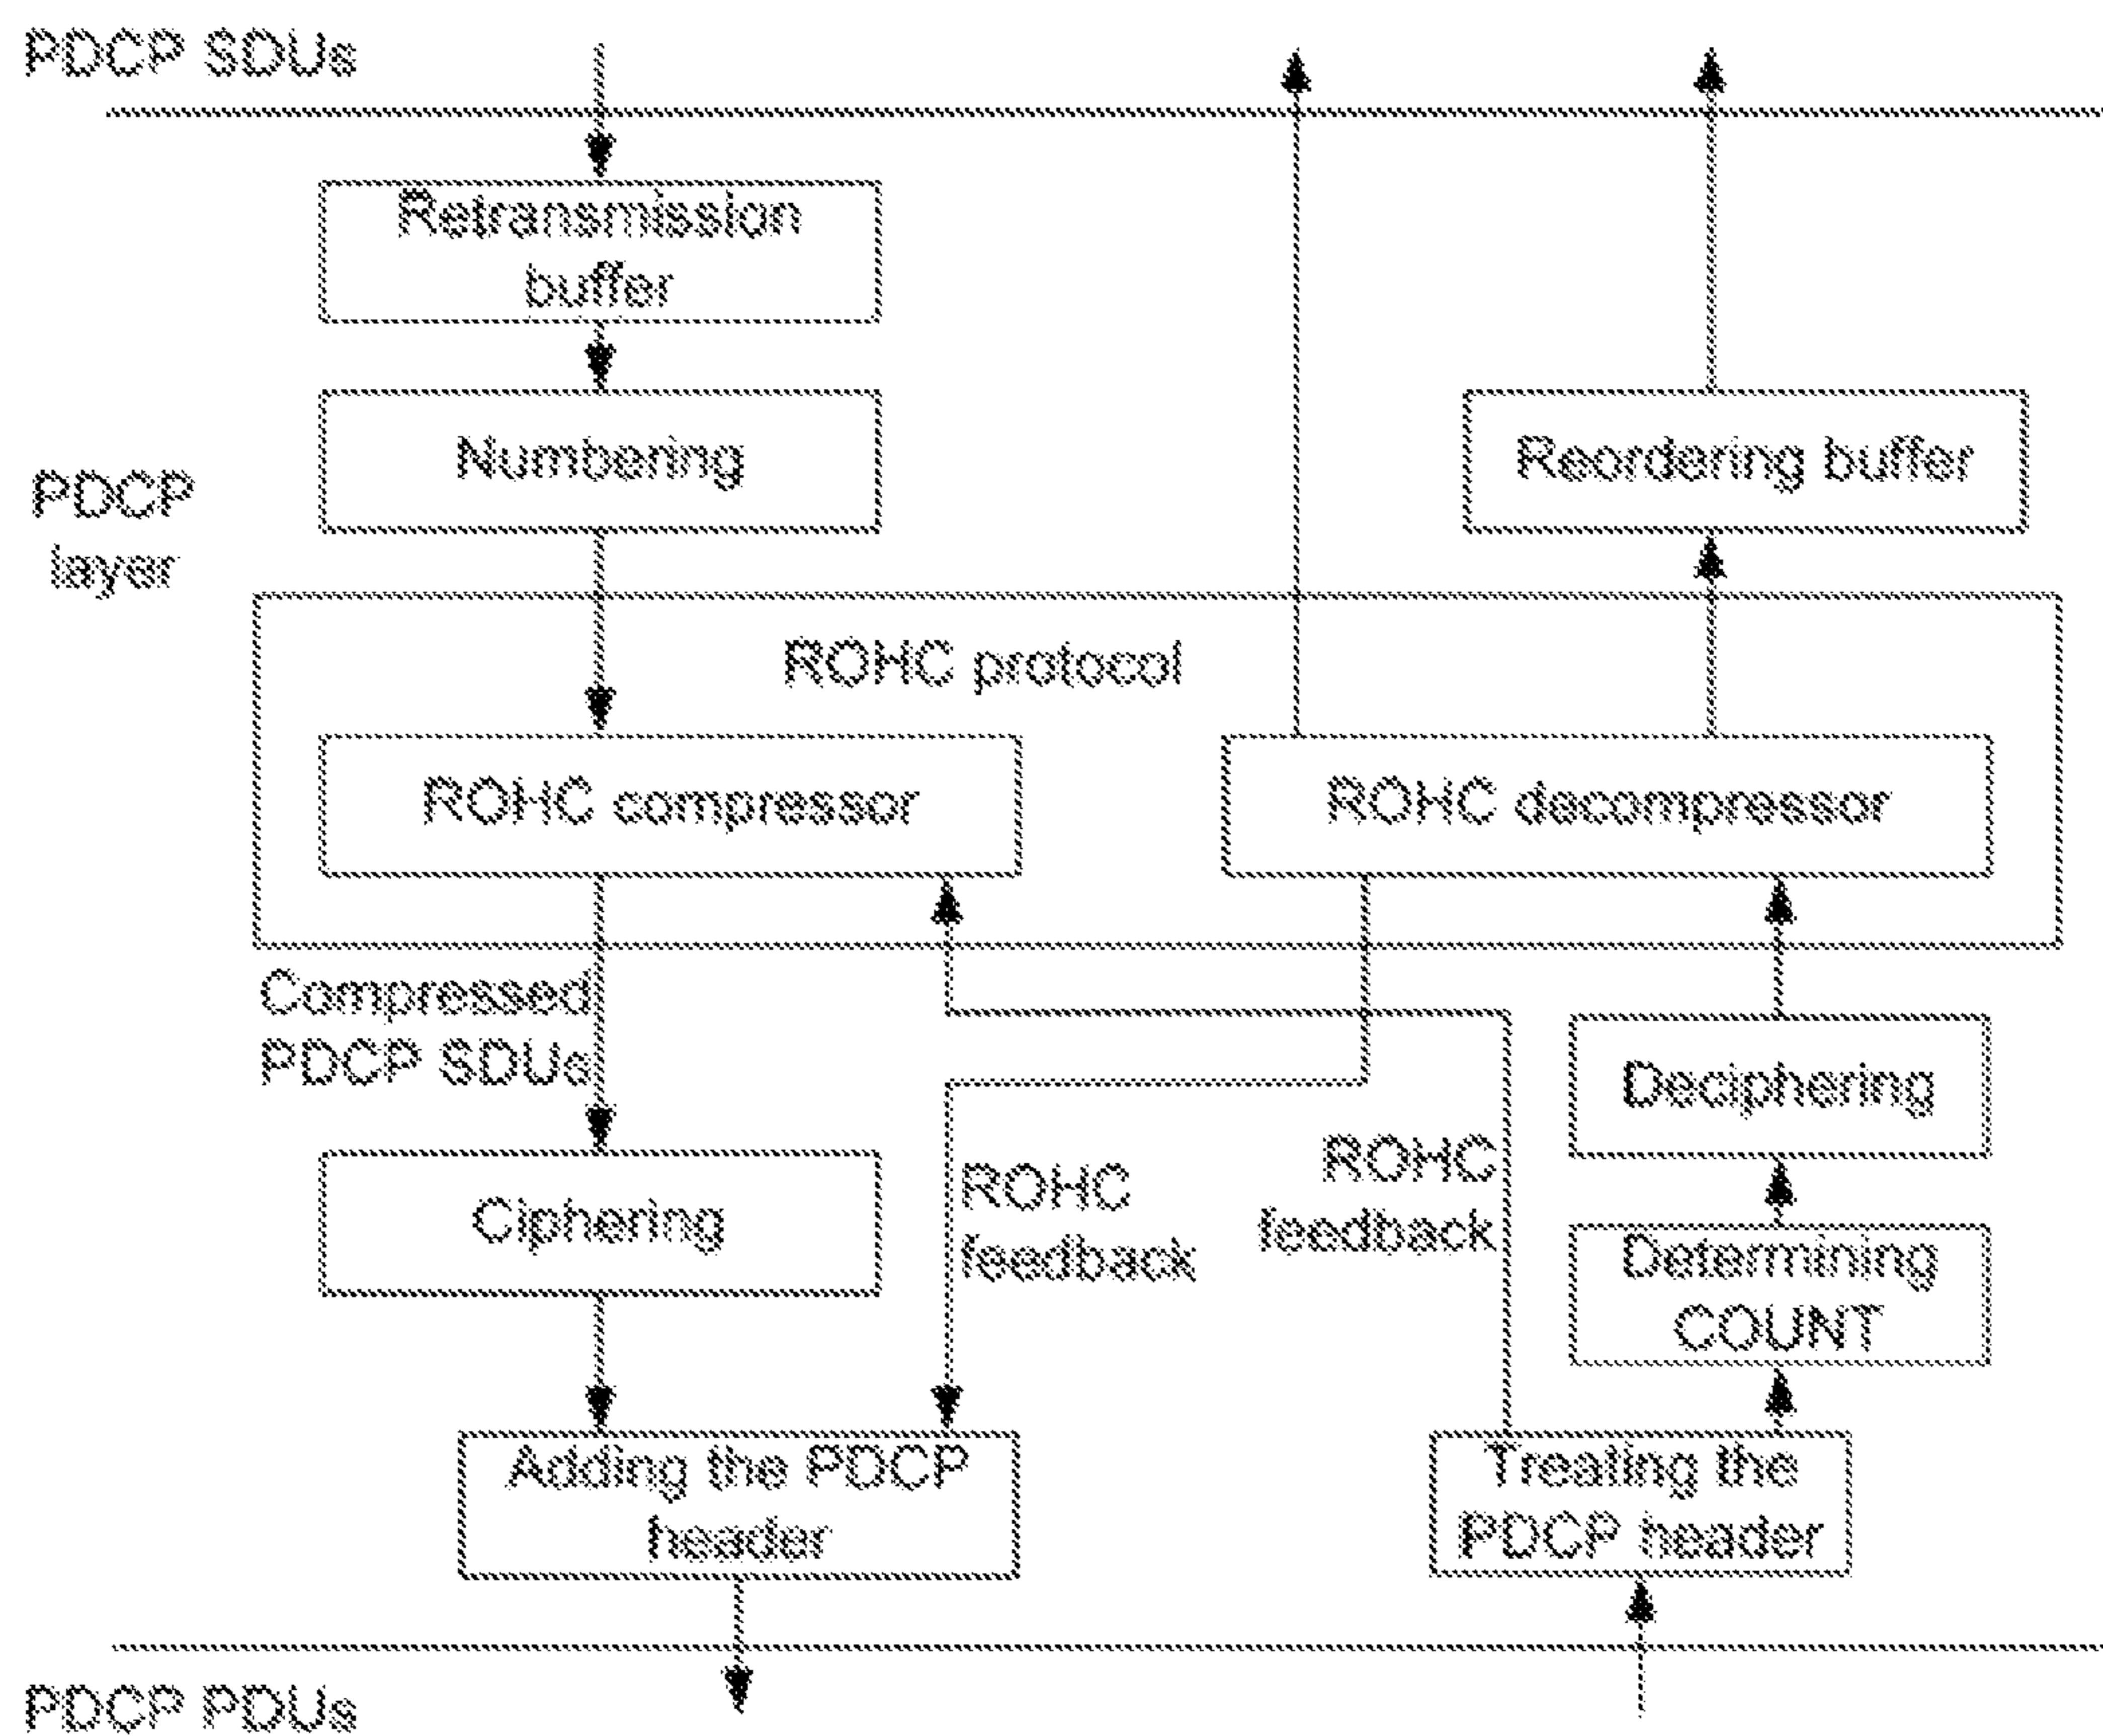 PDCP SDUs
Retransmission
buffer
Numbering
Reordering buffer
PDCP
layer
ROHC protocol
ROHC compressor
ROHC decompressor
Compressed
PDCP SDUs
Deciphering
Ciphering
ROHC
feedback
ROHC
feedback
Determining
COUNT
Adding the PDCP
header
Treating the
PDCP header
PDCP PDUs